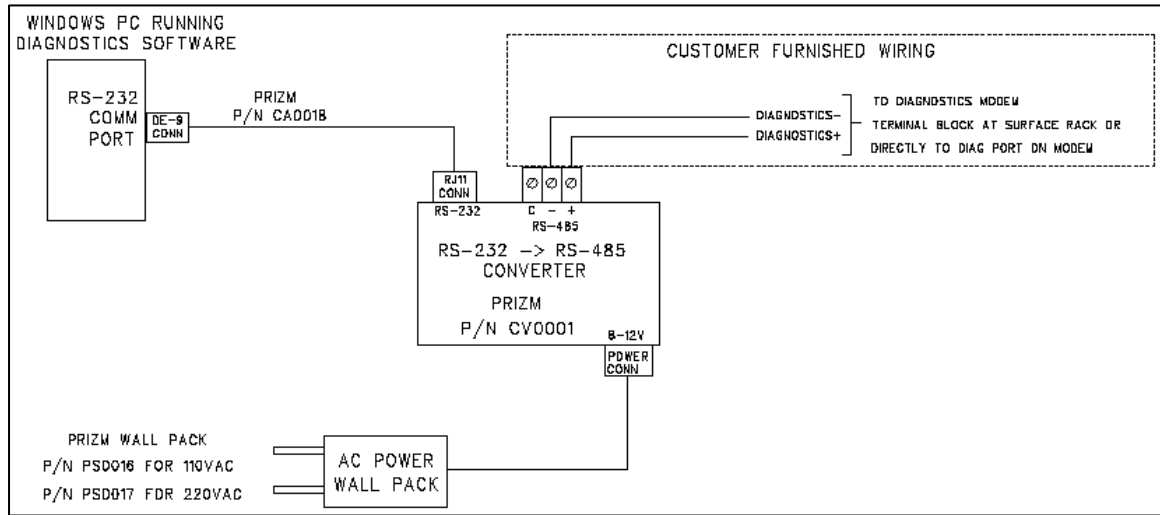 WINDOWS PC RUNNING
DIAGNOSTICS SOFTWARE
CUSTOMER FURNISHED WIRING
RS-232
COMM
PORT
DE-9
CONN
PRIZM
P/N CA0018
DIAGNOSTICS-
DIAGNOSTICS+
TO DIAGNOSTICS MODEM
TERMINAL BLOCK AT SURFACE RACK OR
DIRECTLY TO DIAG PORT ON MODEM
RJ11
CONN
RS-232
C - +
RS-485
RS-232 -> RS-485
CONVERTER
PRIZM
P/N CV0001
8-12V
POWER
CONN
PRIZM WALL PACK
P/N PS0016 FOR 110VAC
P/N PS0017 FOR 220VAC
AC POWER
WALL PACK